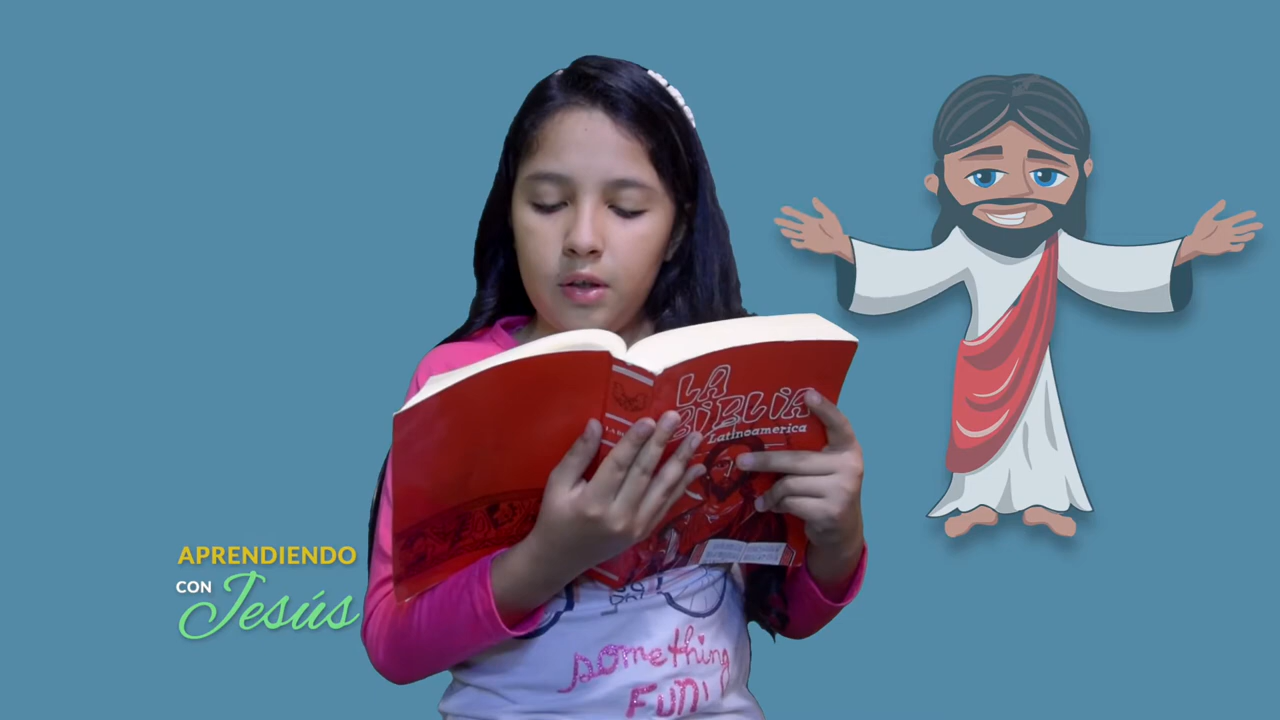 APRENDIENDO
CON Jesús
LA
BIBLIA
Latinoamerica
something
FUN!